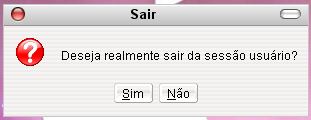 Sair
Deseja realmente sair da sessão usuário?
Sim Não